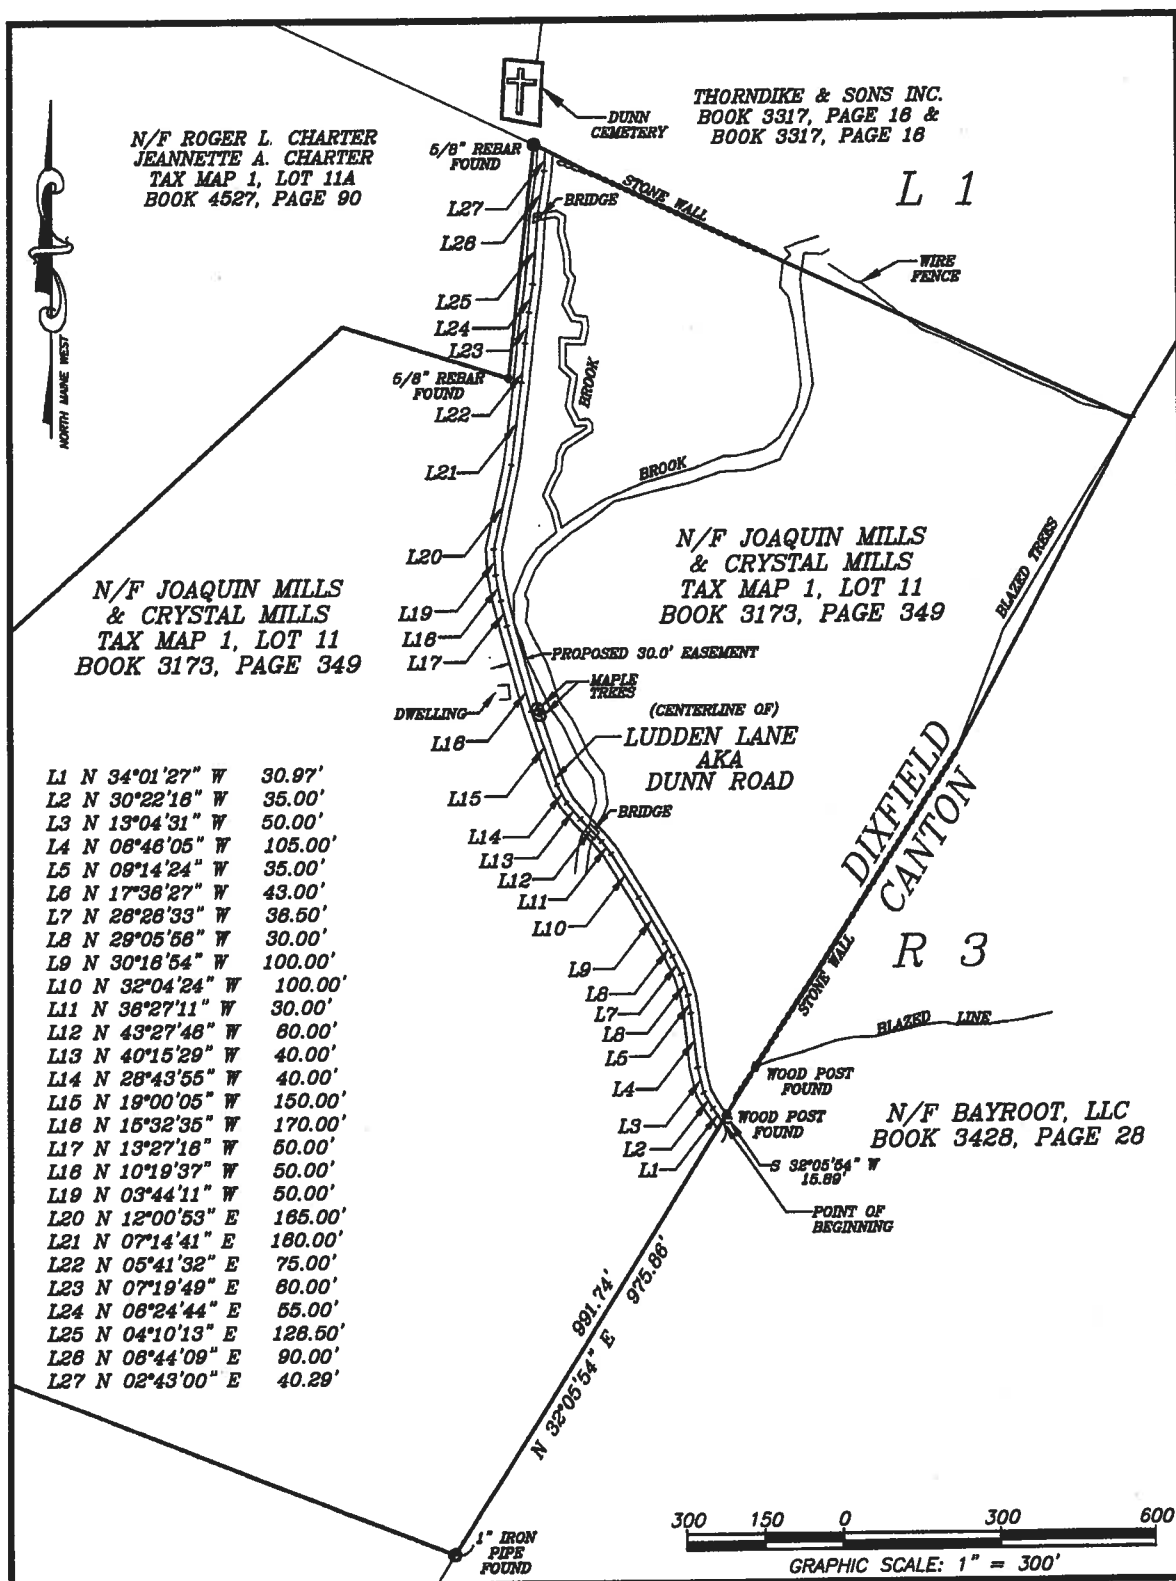 THORNDIKE & SONS INC.
BOOK 3317, PAGE 16 &
BOOK 3317, PAGE 18
DUNN
CEMETERY
N/F ROGER L. CHARTER
JEANNETTE A. CHARTER
TAX MAP 1, LOT 11A
BOOK 4527, PAGE 90
5/8" REBAR
FOUND
L 1
STONE WALL
BRIDGE
L27
L26
WIRE
FENCE
L25
L24
L23
NORTH MAINE WEST
5/8" REBAR
FOUND
L22
BROOK
L21
BROOK
L20
N/F JOAQUIN MILLS
& CRYSTAL MILLS
TAX MAP 1, LOT 11
BOOK 3173, PAGE 349
BLAZED TREES
N/F JOAQUIN MILLS
& CRYSTAL MILLS
TAX MAP 1, LOT 11
BOOK 3173, PAGE 349
L19
L18
L17
PROPOSED 30.0' EASEMENT
MAPLE
TREES
DWELLING
L16
(CENTERLINE OF)
LUDDEN LANE
AKA
DUNN ROAD
L15
BRIDGE
L14
L13
L12
L11
L10
L9
L8
L7
L6
L5
L4
L3
L2
L1
DIXFIELD
CANTON
R 3
STONE WALL
BLAZED LINE
WOOD POST
FOUND
WOOD POST
FOUND
N/F BAYROOT, LLC
BOOK 3428, PAGE 28
S 32°05'54" W
15.89'
POINT OF
BEGINNING
L1 N 34°01'27" W 30.97'
L2 N 30°22'16" W 35.00'
L3 N 13°04'31" W 50.00'
L4 N 08°46'05" W 105.00'
L5 N 09°14'24" W 35.00'
L6 N 17°38'27" W 43.00'
L7 N 26°26'33" W 36.50'
L8 N 29°05'56" W 30.00'
L9 N 30°16'54" W 100.00'
L10 N 32°04'24" W 100.00'
L11 N 36°27'11" W 30.00'
L12 N 43°27'46" W 60.00'
L13 N 40°15'29" W 40.00'
L14 N 28°43'55" W 40.00'
L15 N 19°00'05" W 150.00'
L16 N 15°32'35" W 170.00'
L17 N 13°27'16" W 50.00'
L18 N 10°19'37" W 50.00'
L19 N 03°44'11" W 50.00'
L20 N 12°00'53" E 165.00'
L21 N 07°14'41" E 160.00'
L22 N 05°41'32" E 75.00'
L23 N 07°19'49" E 60.00'
L24 N 06°24'44" E 55.00'
L25 N 04°10'13" E 126.50'
L26 N 06°44'09" E 90.00'
L27 N 02°43'00" E 40.29'
991.74'
975.86'
N 32°05'54" E
1" IRON
PIPE
FOUND
300 150 0 300 600
GRAPHIC SCALE: 1" = 300'